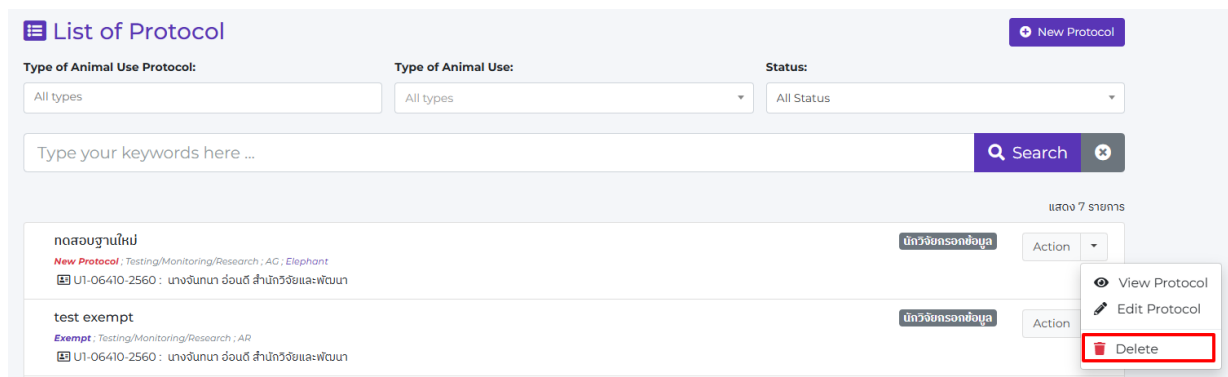 List of Protocol
New Protocol
Type of Animal Use Protocol:
Type of Animal Use:
Status:
All types
All types
All Status
Type your keywords here ...
Search
แสดง 7 รายการ
ทดสอบฐานใหม่
นักวิจัยกรอกข้อมูล
Action
New Protocol ; Testing/Monitoring/Research ; AG ; Elephant
U1-06410-2560 : นางจันทนา อ่อนดี สำนักวิจัยและพัฒนา
View Protocol
Edit Protocol
Delete
test exempt
นักวิจัยกรอกข้อมูล
Action
Exempt ; Testing/Monitoring/Research ; AR
U1-06410-2560 : นางจันทนา อ่อนดี สำนักวิจัยและพัฒนา